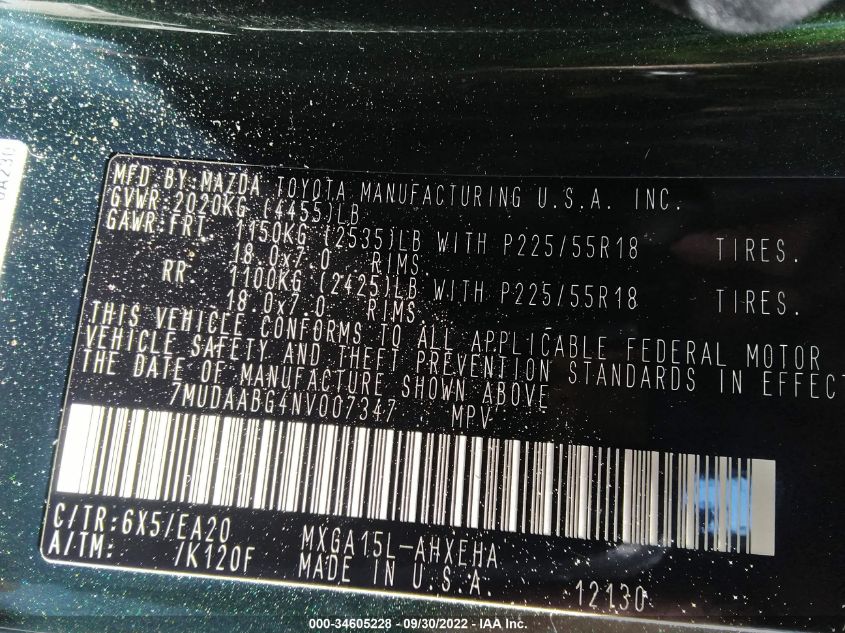 MFD BY:MAZDA TOYOTA MANUFACTURING U.S.A. INC.
GVWR 2020KG (4455)LB
GAWR:FRT. 1150KG (2535)LB WITH P225/55R18 TIRES.
18.0x7.0 RIMS.
RR 1100KG (2425)LB WITH P225/55R18 TIRES.
18.0x7.0 RIMS.
THIS VEHICLE CONFORMS TO ALL APPLICABLE FEDERAL MOTOR
VEHICLE SAFETY AND THEFT PREVENTION STANDARDS IN EFFECT
THE DATE OF MANUFACTURE SHOWN ABOVE
7MUDAABG4NV007347 MPV
C/TR:6X5/EA20 MXGA15L-AHXEHA
A/TM: /K120F MADE IN U.S.A. 12130
000-34605228 - 09/30/2022 - IAA Inc.